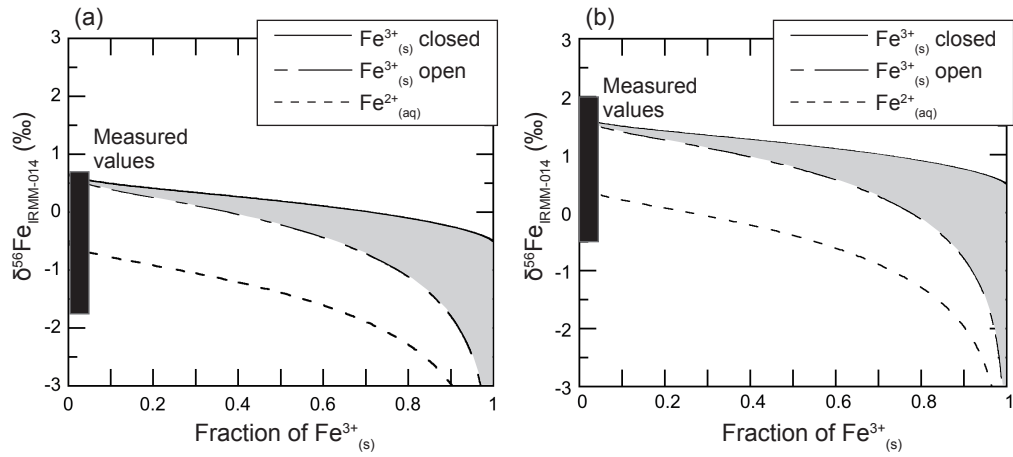 (a)
Fe³⁺₍ₛ₎ closed
Fe³⁺₍ₛ₎ open
Fe²⁺₍ₐq₎
Measured
values
δ⁵⁶Fe_IRMM-014 (‰)
3
2
1
0
-1
-2
-3
0
0.2
0.4
0.6
0.8
1
Fraction of Fe³⁺₍ₛ₎
(b)
Fe³⁺₍ₛ₎ closed
Fe³⁺₍ₛ₎ open
Fe²⁺₍ₐq₎
Measured
values
δ⁵⁶Fe_IRMM-014 (‰)
3
2
1
0
-1
-2
-3
0
0.2
0.4
0.6
0.8
1
Fraction of Fe³⁺₍ₛ₎